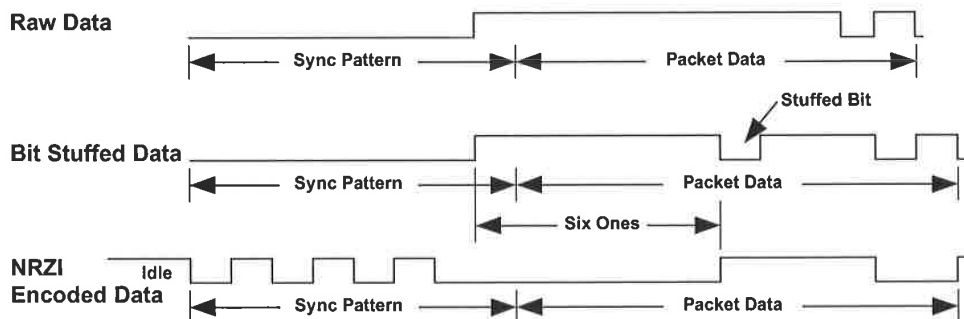 Raw Data
Sync Pattern
Packet Data
Stuffed Bit
Bit Stuffed Data
Sync Pattern
Packet Data
Six Ones
NRZI
Idle
Encoded Data
Sync Pattern
Packet Data